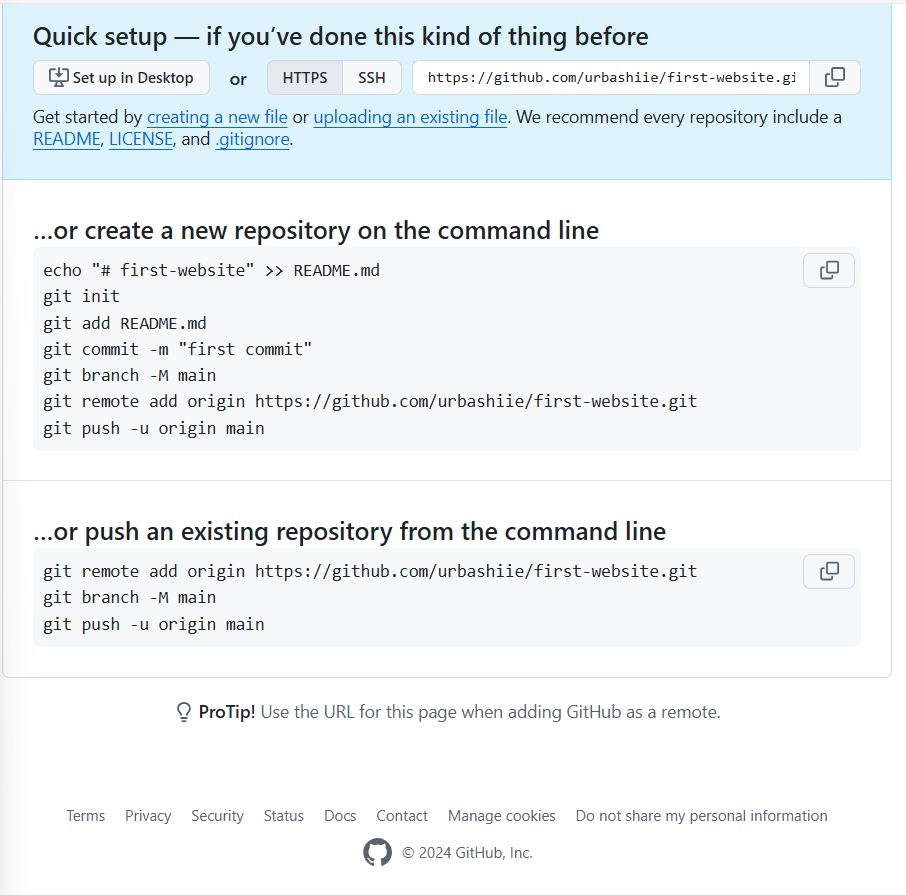 Quick setup — if you’ve done this kind of thing before
Set up in Desktop or HTTPS SSH https://github.com/urbashiie/first-website.gi
Get started by creating a new file or uploading an existing file. We recommend every repository include a
README, LICENSE, and .gitignore.
…or create a new repository on the command line
echo "# first-website" >> README.md
git init
git add README.md
git commit -m "first commit"
git branch -M main
git remote add origin https://github.com/urbashiie/first-website.git
git push -u origin main
…or push an existing repository from the command line
git remote add origin https://github.com/urbashiie/first-website.git
git branch -M main
git push -u origin main
ProTip! Use the URL for this page when adding GitHub as a remote.
Terms Privacy Security Status Docs Contact Manage cookies Do not share my personal information
© 2024 GitHub, Inc.